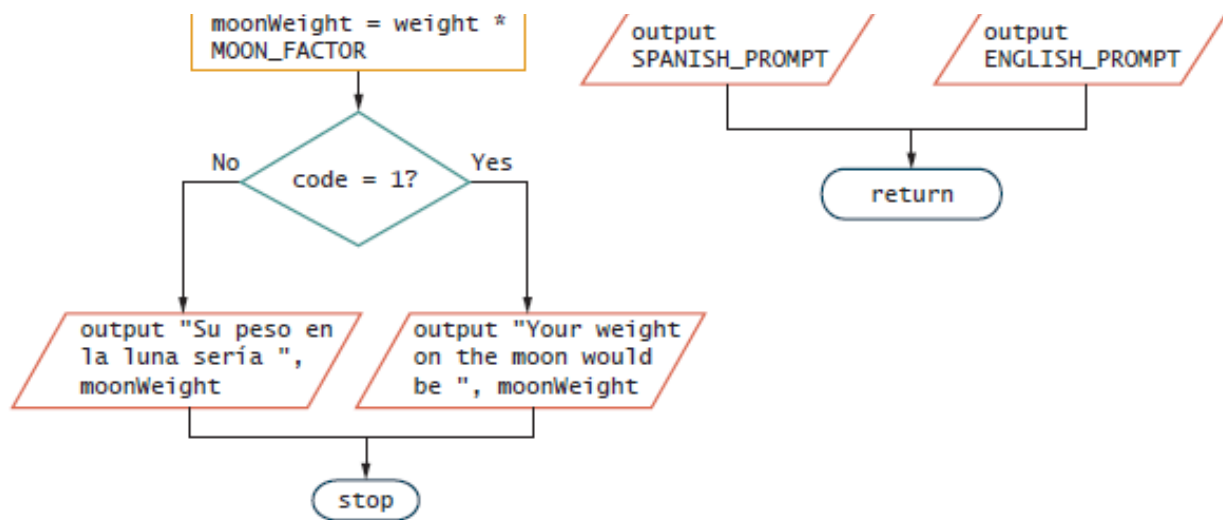 moonWeight = weight *
MOON_FACTOR
No
code = 1?
Yes
output "Su peso en
la luna sería ",
moonWeight
output "Your weight
on the moon would
be ", moonWeight
stop
output
SPANISH_PROMPT
output
ENGLISH_PROMPT
return